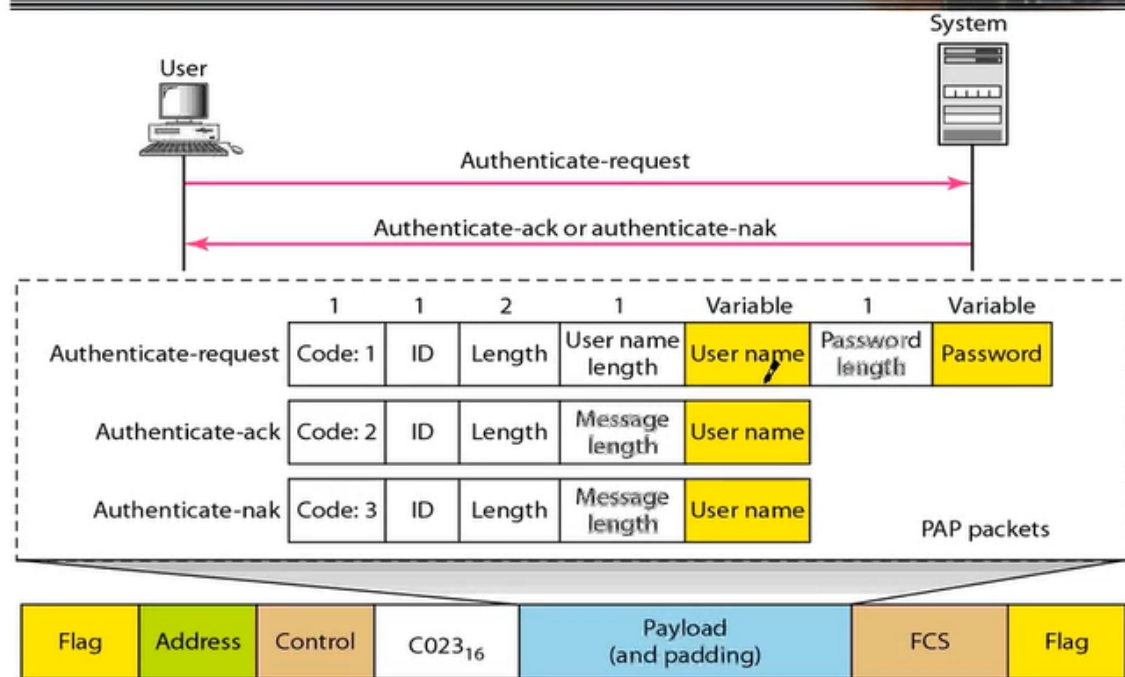 System
User
Authenticate-request
Authenticate-ack or authenticate-nak
1 1 2 1 Variable 1 Variable
Authenticate-request Code: 1 ID Length User name length User name Password length Password
Authenticate-ack Code: 2 ID Length Message length User name
Authenticate-nak Code: 3 ID Length Message length User name
PAP packets
Flag Address Control C023₁₆ Payload (and padding) FCS Flag